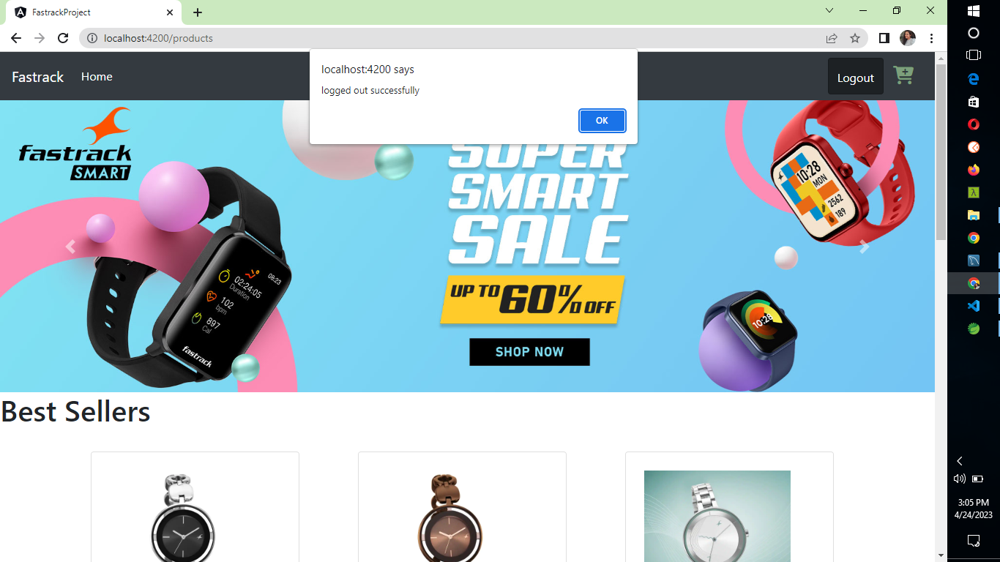 FastrackProject
localhost:4200/products
localhost:4200 says
logged out successfully
OK
Fastrack
Home
Logout
fastrack
SMART
SUPER
SMART
SALE
UP TO 60% OFF
SHOP NOW
08:23
02:24:05
Duration
102
bpm
897
Cal
fastrack
10:28
MON
2562
189
10:28
Best Sellers
3:05 PM
4/24/2023